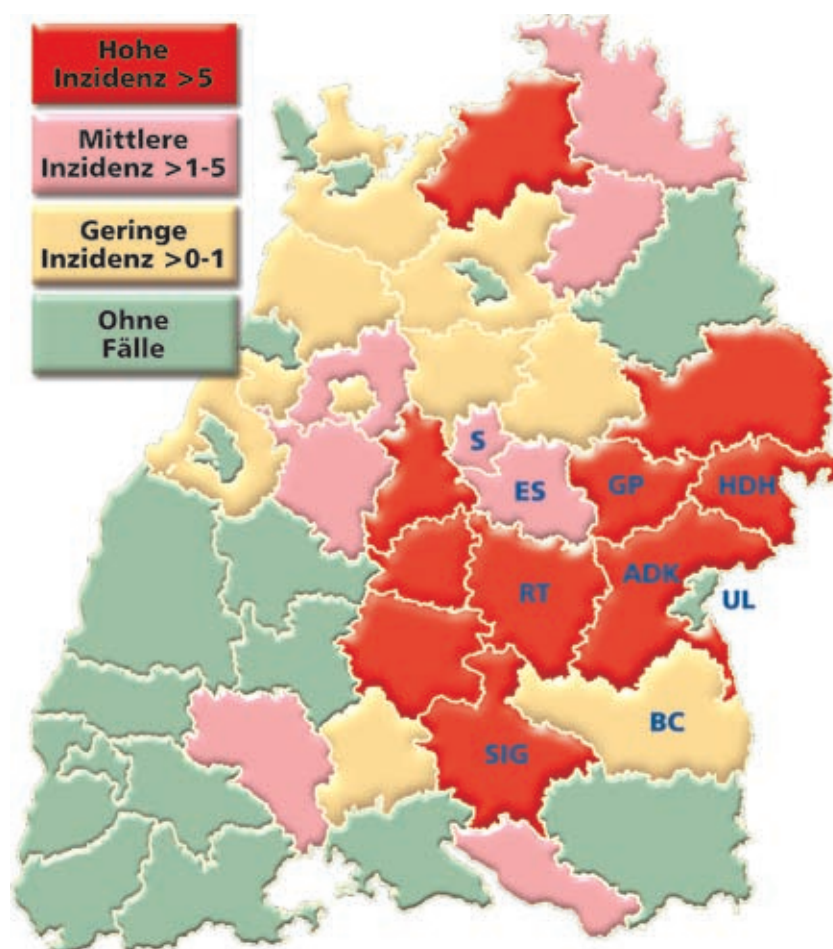 Hohe
Inzidenz >5
Mittlere
Inzidenz >1-5
Geringe
Inzidenz >0-1
Ohne
Fälle
S
ES
GP
HDH
RT
ADK
UL
BC
SIG